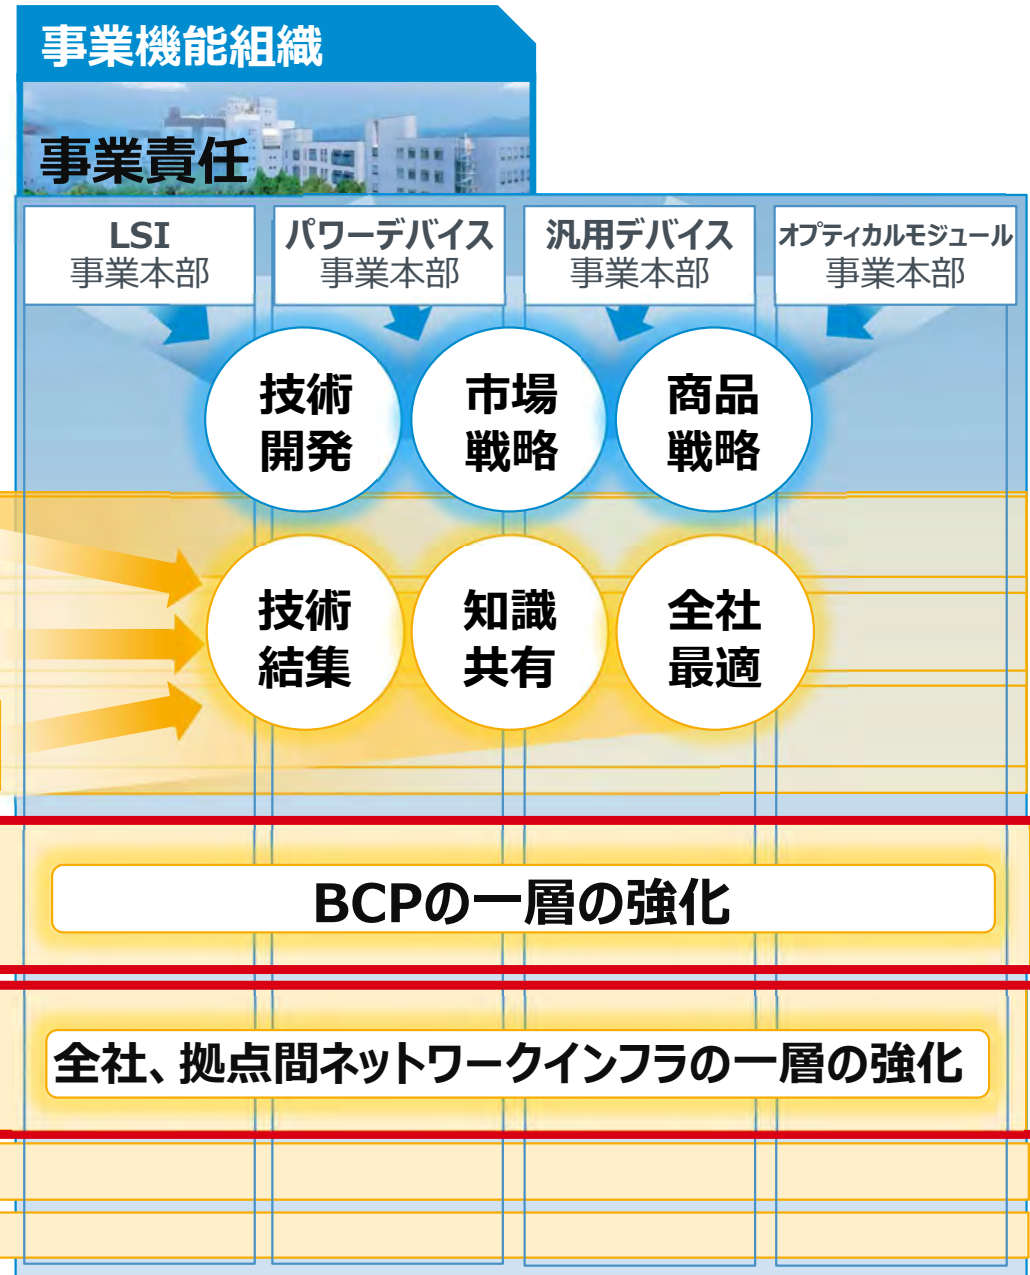 事業機能組織
事業責任
LSI
事業本部
パワーデバイス
事業本部
汎用デバイス
事業本部
オプティカルモジュール
事業本部
技術
開発
市場
戦略
商品
戦略
技術
結集
知識
共有
全社
最適
BCPの一層の強化
全社、拠点間ネットワークインフラの一層の強化